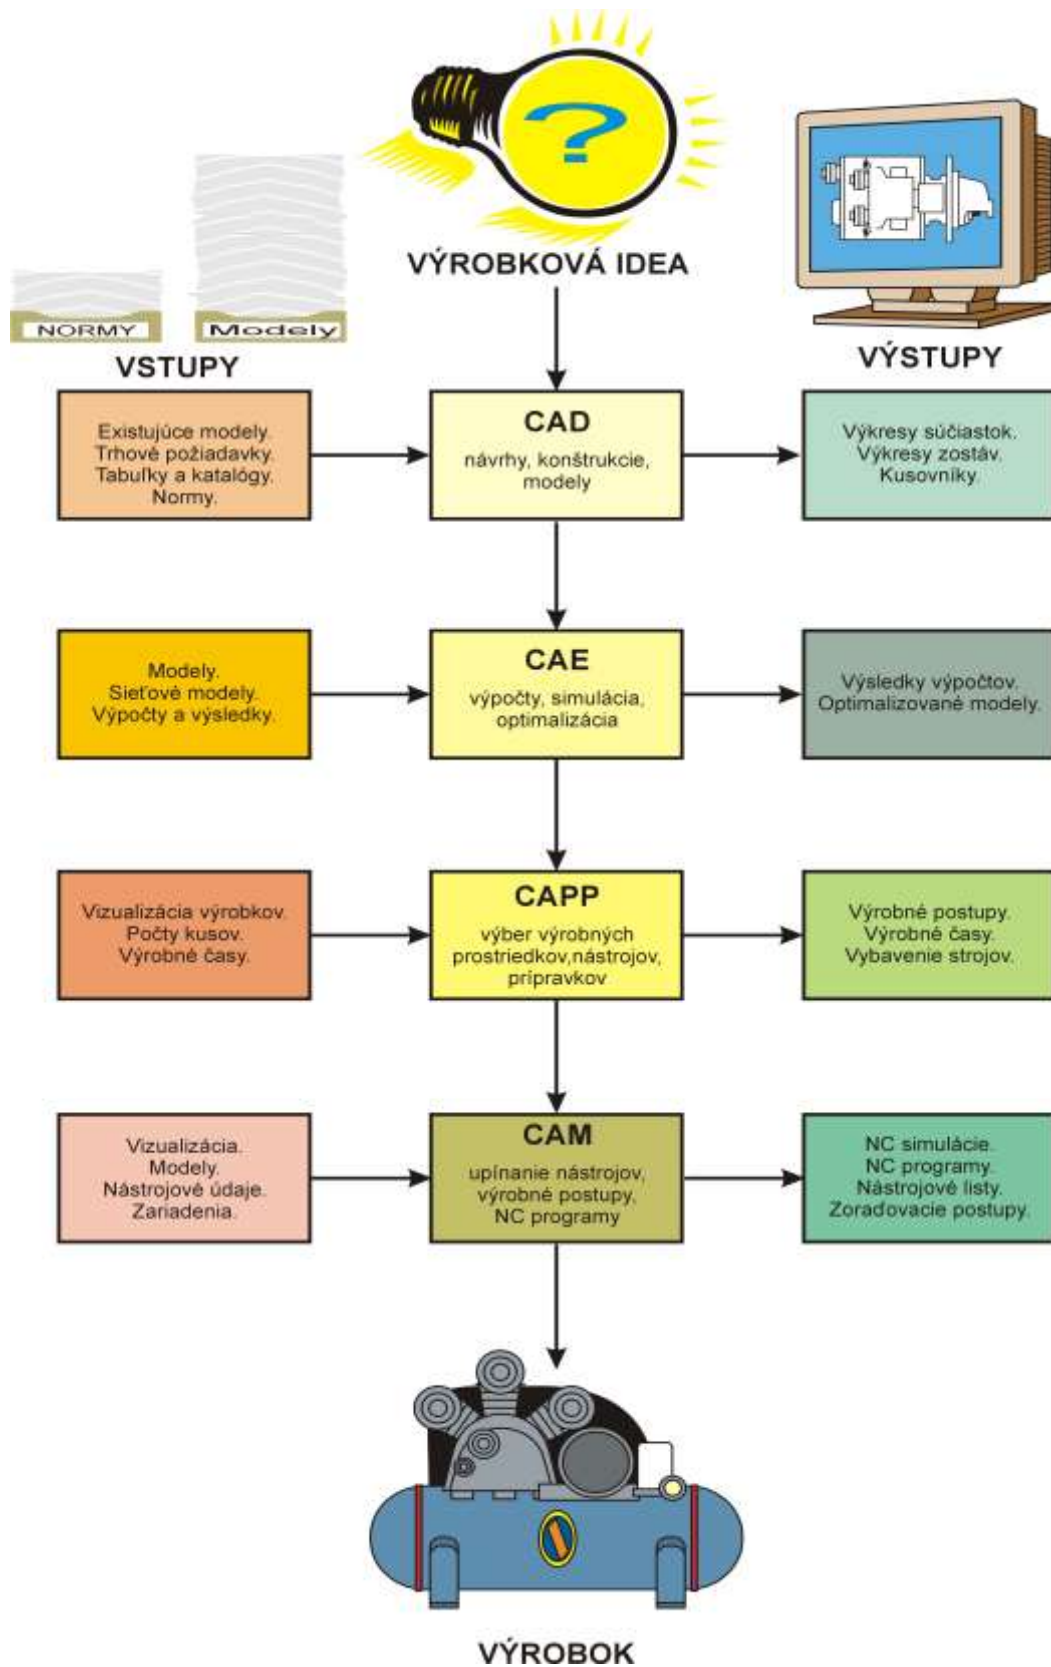 VÝROBKOVÁ IDEA
NORMY
Modely
VSTUPY
VÝSTUPY
Existujúce modely.
Trhové požiadavky.
Tabuľky a katalógy.
Normy.
CAD
návrhy, konštrukcie,
modely
Výkresy súčiastok.
Výkresy zostáv.
Kusovníky.
Modely.
Sieťové modely.
Výpočty a výsledky.
CAE
výpočty, simulácia,
optimalizácia
Výsledky výpočtov.
Optimalizované modely.
Vizualizácia výrobkov.
Počty kusov.
Výrobné časy.
CAPP
výber výrobných
prostriedkov,nástrojov,
prípravkov
Výrobné postupy.
Výrobné časy.
Vybavenie strojov.
Vizualizácia.
Modely.
Nástrojové údaje.
Zariadenia.
CAM
upínanie nástrojov,
výrobné postupy,
NC programy
NC simulácie.
NC programy.
Nástrojové listy.
Zoraďovacie postupy.
VÝROBOK